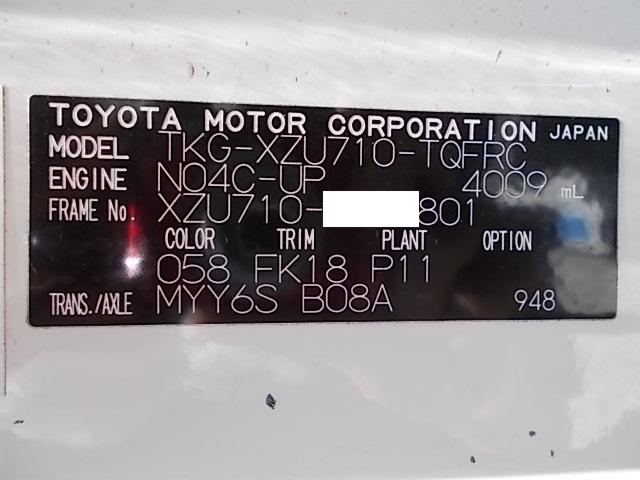 TOYOTA MOTOR CORPORATION JAPAN
MODEL TKG-XZU710-TQFRC
ENGINE N04C-UP 4009 mL
FRAME No. XZU710- 801
COLOR TRIM PLANT OPTION
058 FK18 P11
TRANS./AXLE MYY6S B08A 948